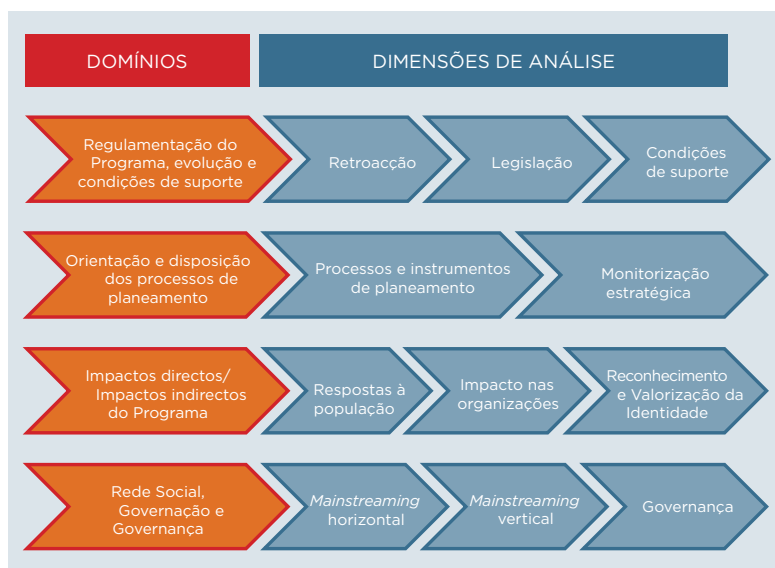 DOMÍNIOS
DIMENSÕES DE ANÁLISE
Regulamentação do
Programa, evolução e
condições de suporte
Retroacção
Legislação
Condições
de suporte
Orientação e disposição
dos processos de
planeamento
Processos e instrumentos
de planeamento
Monitorização
estratégica
Impactos directos/
Impactos indirectos
do Programa
Respostas à
população
Impacto nas
organizações
Reconhecimento
e Valorização da
Identidade
Rede Social,
Governação e
Governança
Mainstreaming
horizontal
Mainstreaming
vertical
Governança